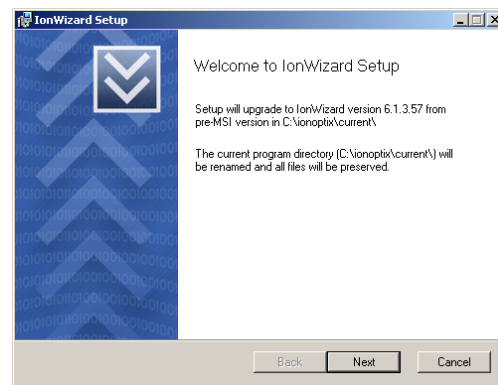 IonWizard Setup
Welcome to IonWizard Setup
Setup will upgrade to IonWizard version 6.1.3.57 from
pre-MSI version in C:\ionoptix\current\
The current program directory (C:\ionoptix\current\) will
be renamed and all files will be preserved.
Back Next Cancel